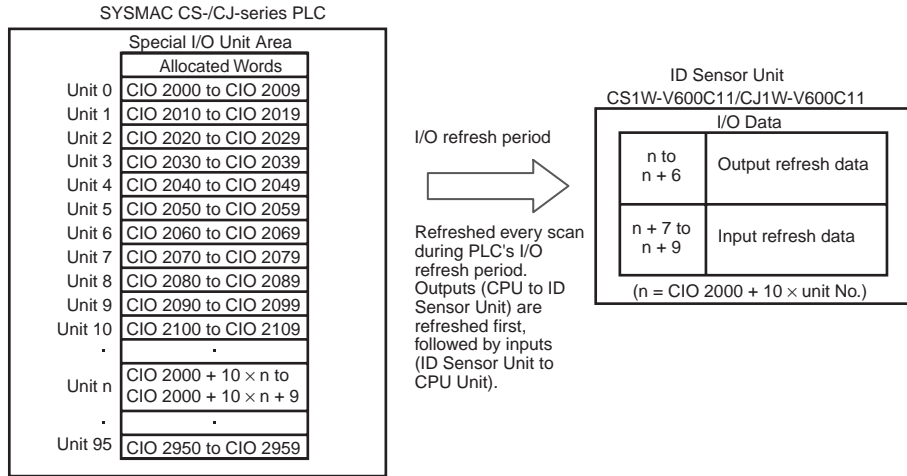 SYSMAC CS-/CJ-series PLC
Special I/O Unit Area
Allocated Words
Unit 0 CIO 2000 to CIO 2009
Unit 1 CIO 2010 to CIO 2019
Unit 2 CIO 2020 to CIO 2029
Unit 3 CIO 2030 to CIO 2039
Unit 4 CIO 2040 to CIO 2049
Unit 5 CIO 2050 to CIO 2059
Unit 6 CIO 2060 to CIO 2069
Unit 7 CIO 2070 to CIO 2079
Unit 8 CIO 2080 to CIO 2089
Unit 9 CIO 2090 to CIO 2099
Unit 10 CIO 2100 to CIO 2109
Unit n CIO 2000 + 10 × n to
CIO 2000 + 10 × n + 9
Unit 95 CIO 2950 to CIO 2959
I/O refresh period
Refreshed every scan
during PLC's I/O
refresh period.
Outputs (CPU to ID
Sensor Unit) are
refreshed first,
followed by inputs
(ID Sensor Unit to
CPU Unit).
ID Sensor Unit
CS1W-V600C11/CJ1W-V600C11
I/O Data
n to
n + 6
Output refresh data
n + 7 to
n + 9
Input refresh data
(n = CIO 2000 + 10 × unit No.)